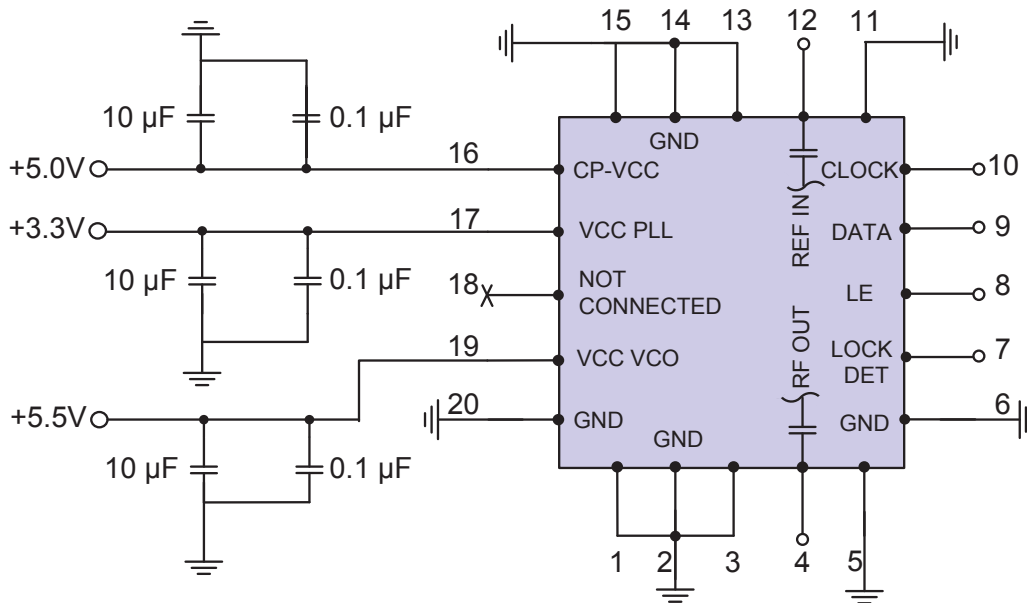 15 14 13 12 11
10 µF 0.1 µF
GND
+5.0V 16 CP-VCC CLOCK 10
+3.3V 17 VCC PLL REF IN DATA 9
10 µF 0.1 µF
18 NOT CONNECTED LE 8
19 VCC VCO RF OUT LOCK DET 7
+5.5V 20 GND GND GND 6
10 µF 0.1 µF
1 2 3 4 5